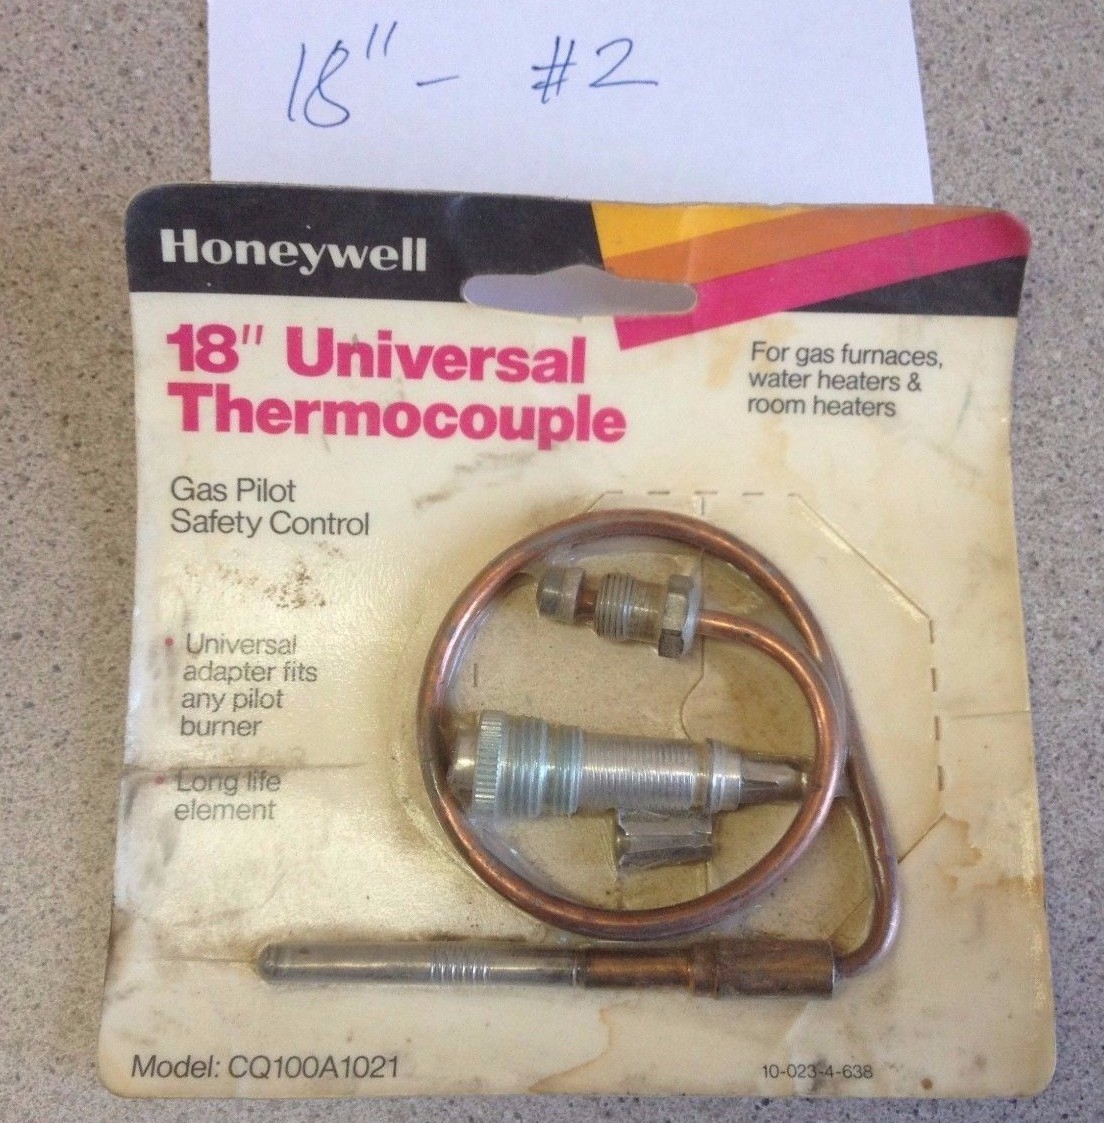 18" - #2
Honeywell
18" Universal
Thermocouple
For gas furnaces,
water heaters &
room heaters
Gas Pilot
Safety Control
• Universal
adapter fits
any pilot
burner
• Long life
element
Model: CQ100A1021
10-023-4-638